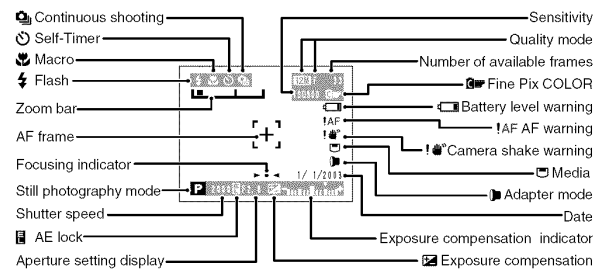 Continuous shooting
Self-Timer
Macro
Flash
Zoom bar
AF frame
Focusing indicator
Still photography mode
Shutter speed
AE lock
Aperture setting display
Sensitivity
Quality mode
Number of available frames
Fine Pix COLOR
Battery level warning
!AF AF warning
Camera shake warning
Media
Adapter mode
Date
Exposure compensation indicator
Exposure compensation
12M
!AF
1/ 1/2003
P